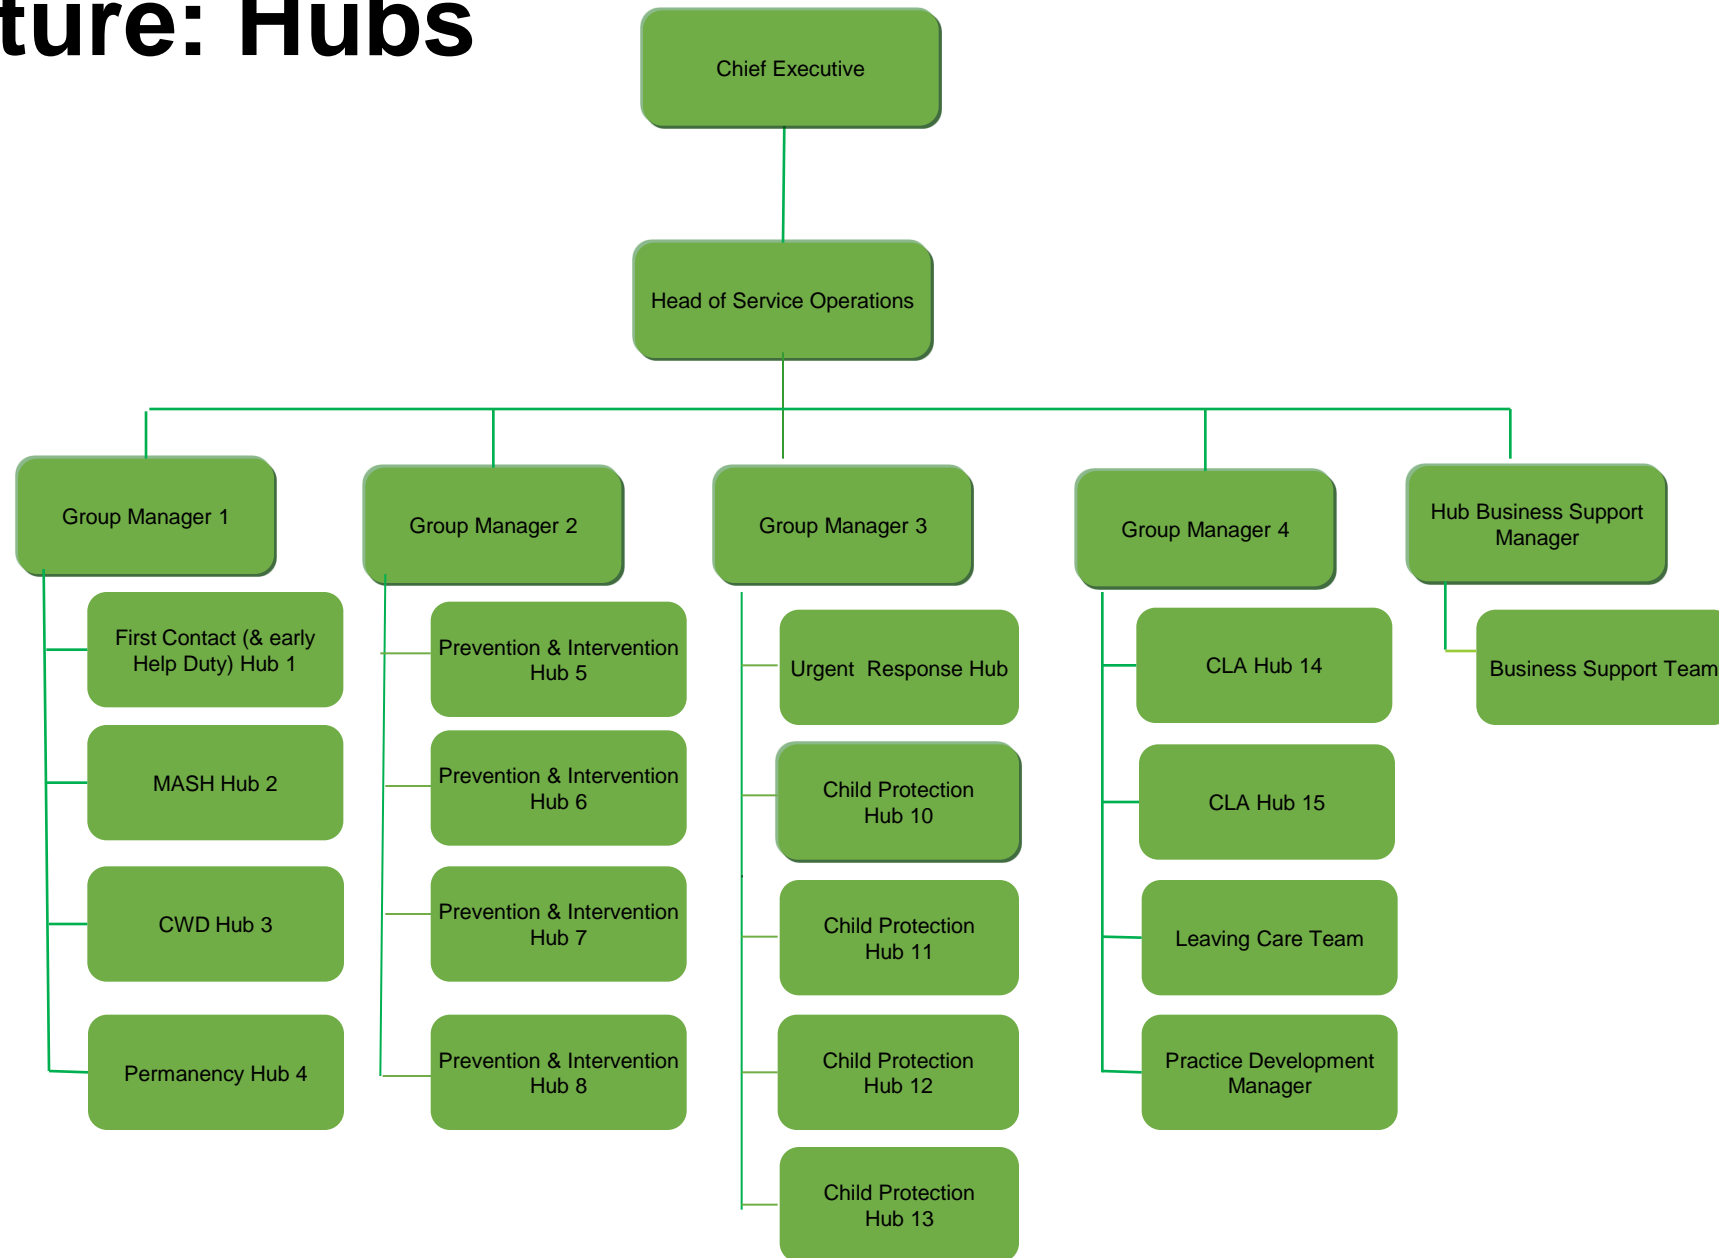 ture: Hubs
Chief Executive
Head of Service Operations
Group Manager 1
Group Manager 2
Group Manager 3
Group Manager 4
Hub Business Support
Manager
First Contact (& early
Help Duty) Hub 1
MASH Hub 2
CWD Hub 3
Permanency Hub 4
Prevention & Intervention
Hub 5
Prevention & Intervention
Hub 6
Prevention & Intervention
Hub 7
Prevention & Intervention
Hub 8
Urgent  Response Hub
Child Protection
Hub 10
Child Protection
Hub 11
Child Protection
Hub 12
Child Protection
Hub 13
CLA Hub 14
CLA Hub 15
Leaving Care Team
Practice Development
Manager
Business Support Team